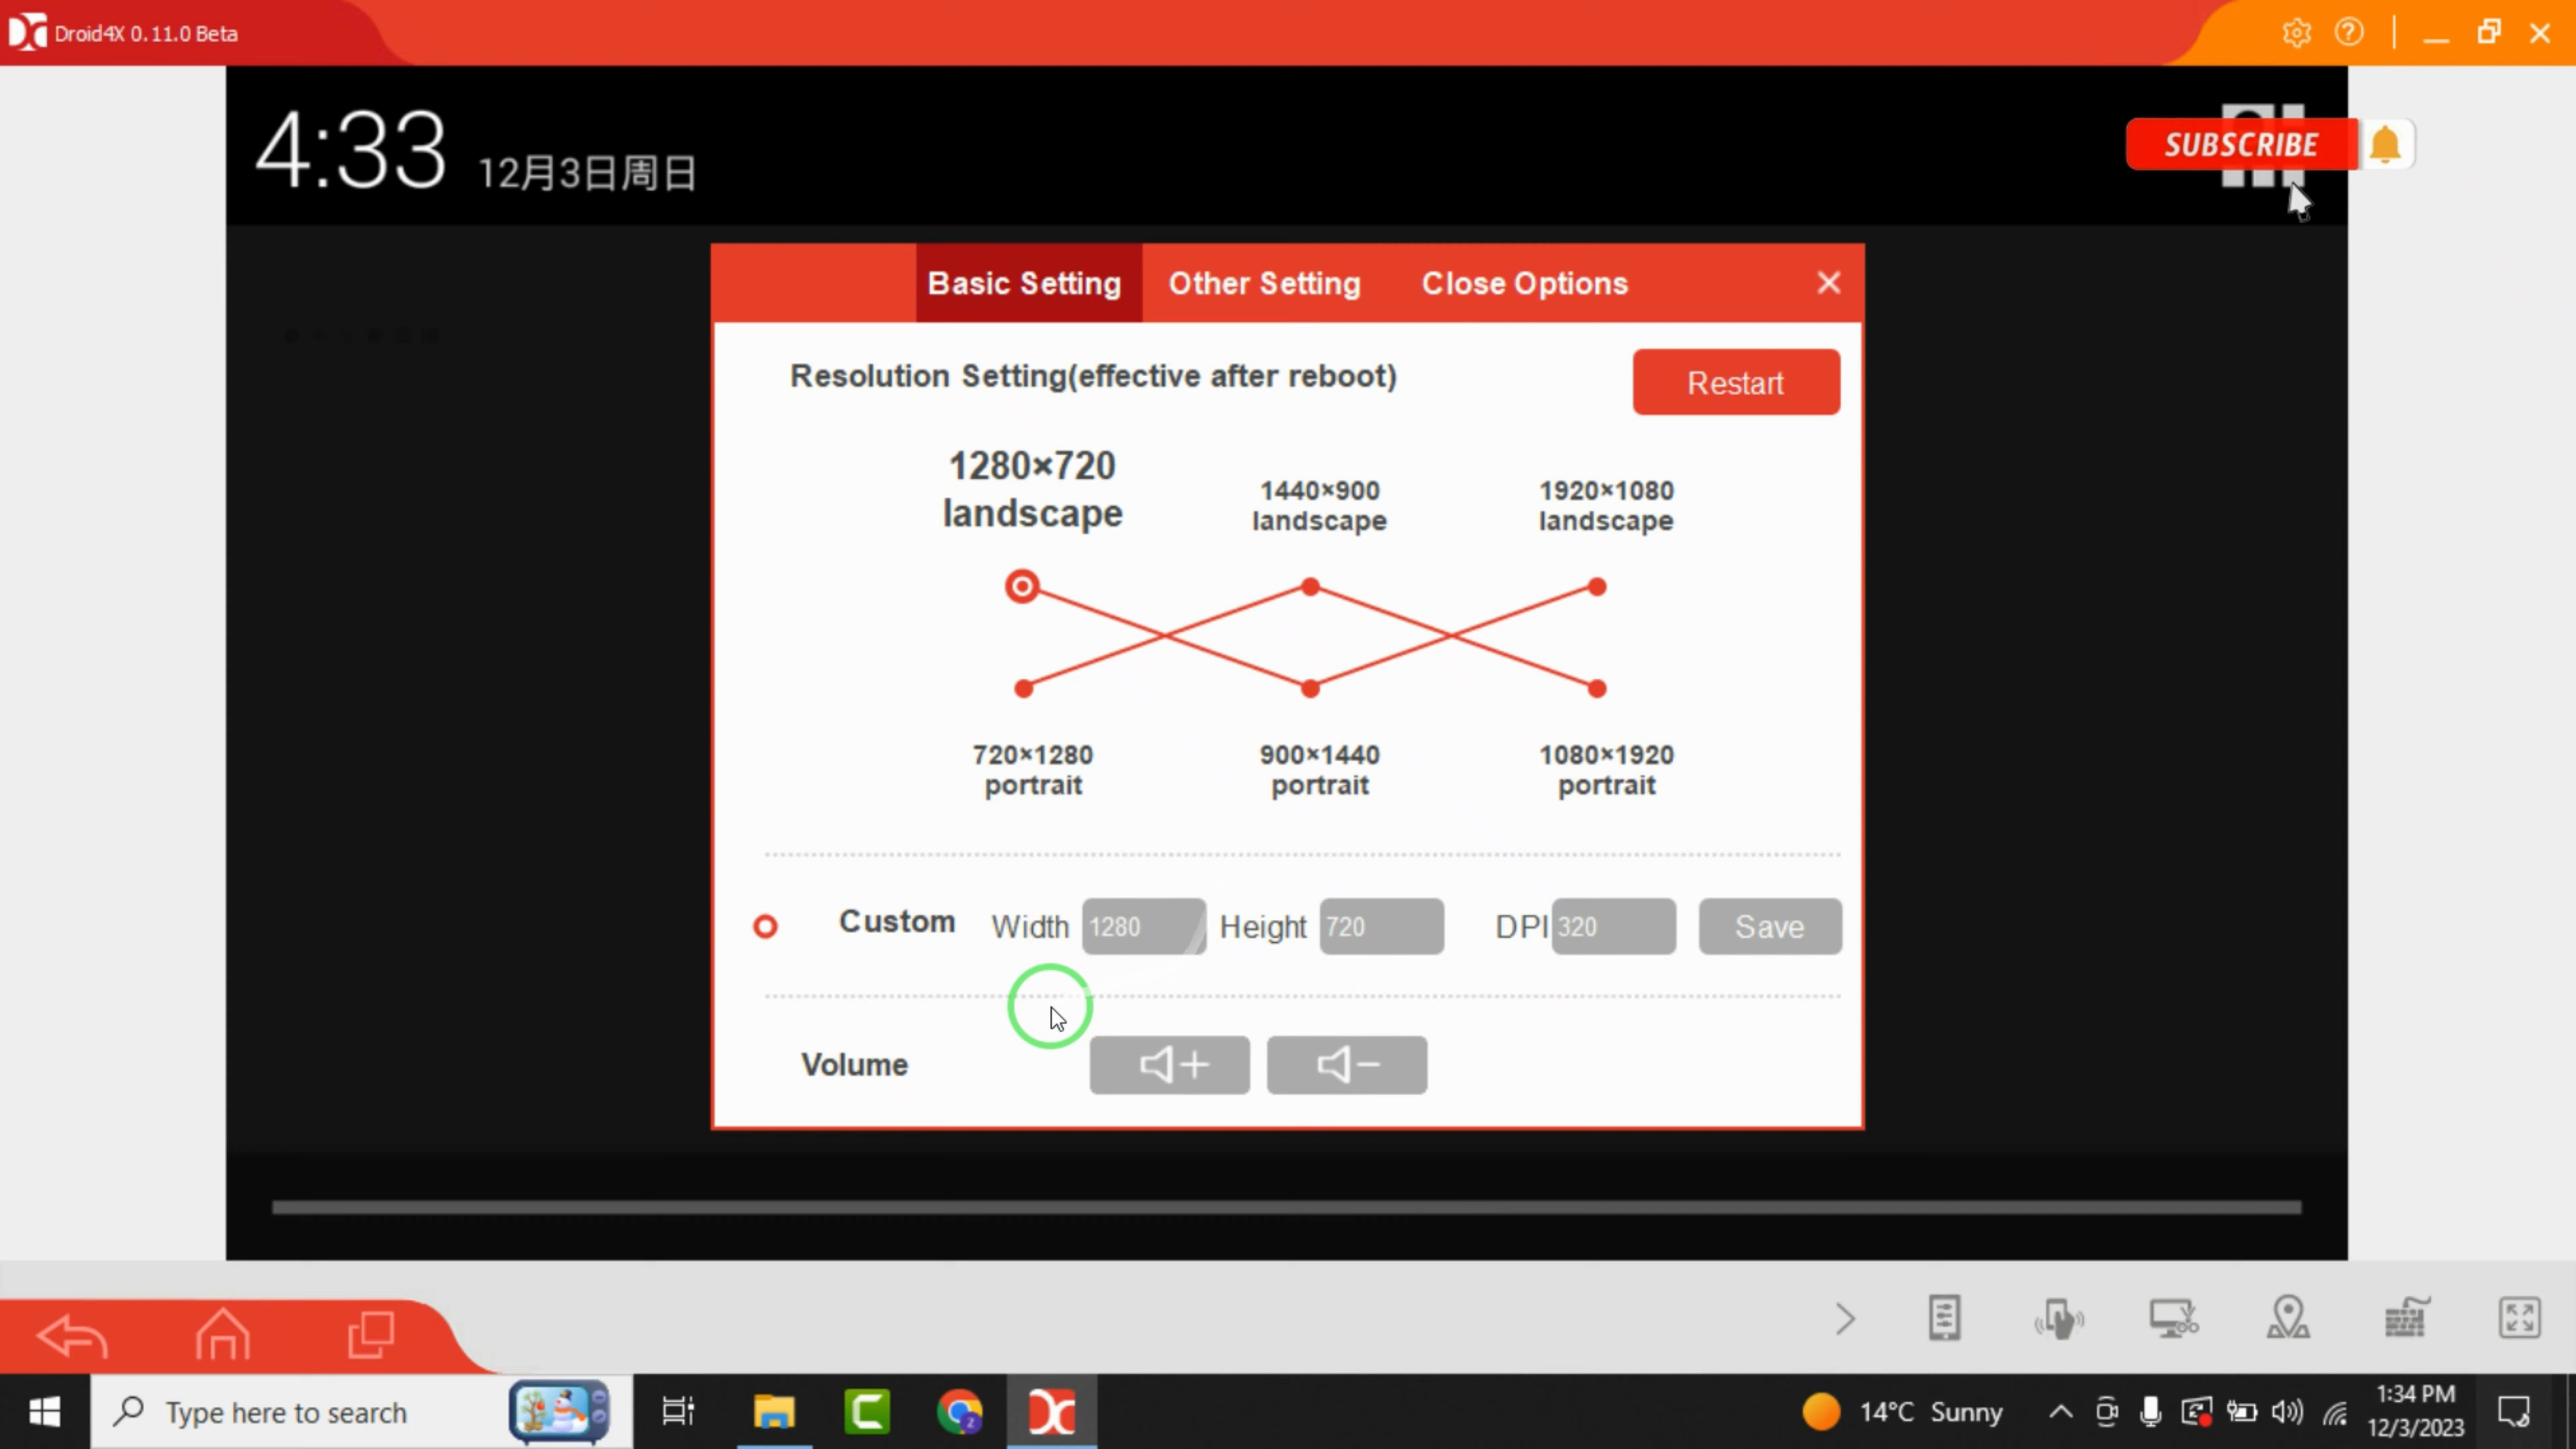 Droid4X 0.11.0 Beta
4:33 12月3日周日
SUBSCRIBE
Basic Setting Other Setting Close Options
Resolution Setting(effective after reboot)
Restart
1280×720
landscape
1440×900
landscape
1920×1080
landscape
720×1280
portrait
900×1440
portrait
1080×1920
portrait
Custom Width 1280 Height 720 DPI 320 Save
Volume
Type here to search
14°C Sunny
1:34 PM
12/3/2023